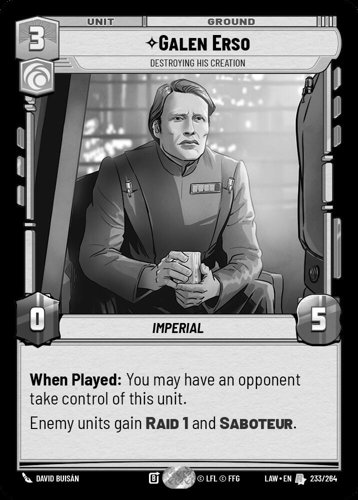 UNIT
GROUND
3
✧GALEN ERSO
DESTROYING HIS CREATION
0
5
IMPERIAL
When Played: You may have an opponent
take control of this unit.
Enemy units gain RAID 1 and SABOTEUR.
DAVID BUISÁN
© LFL © FFG
LAW • EN
233/264